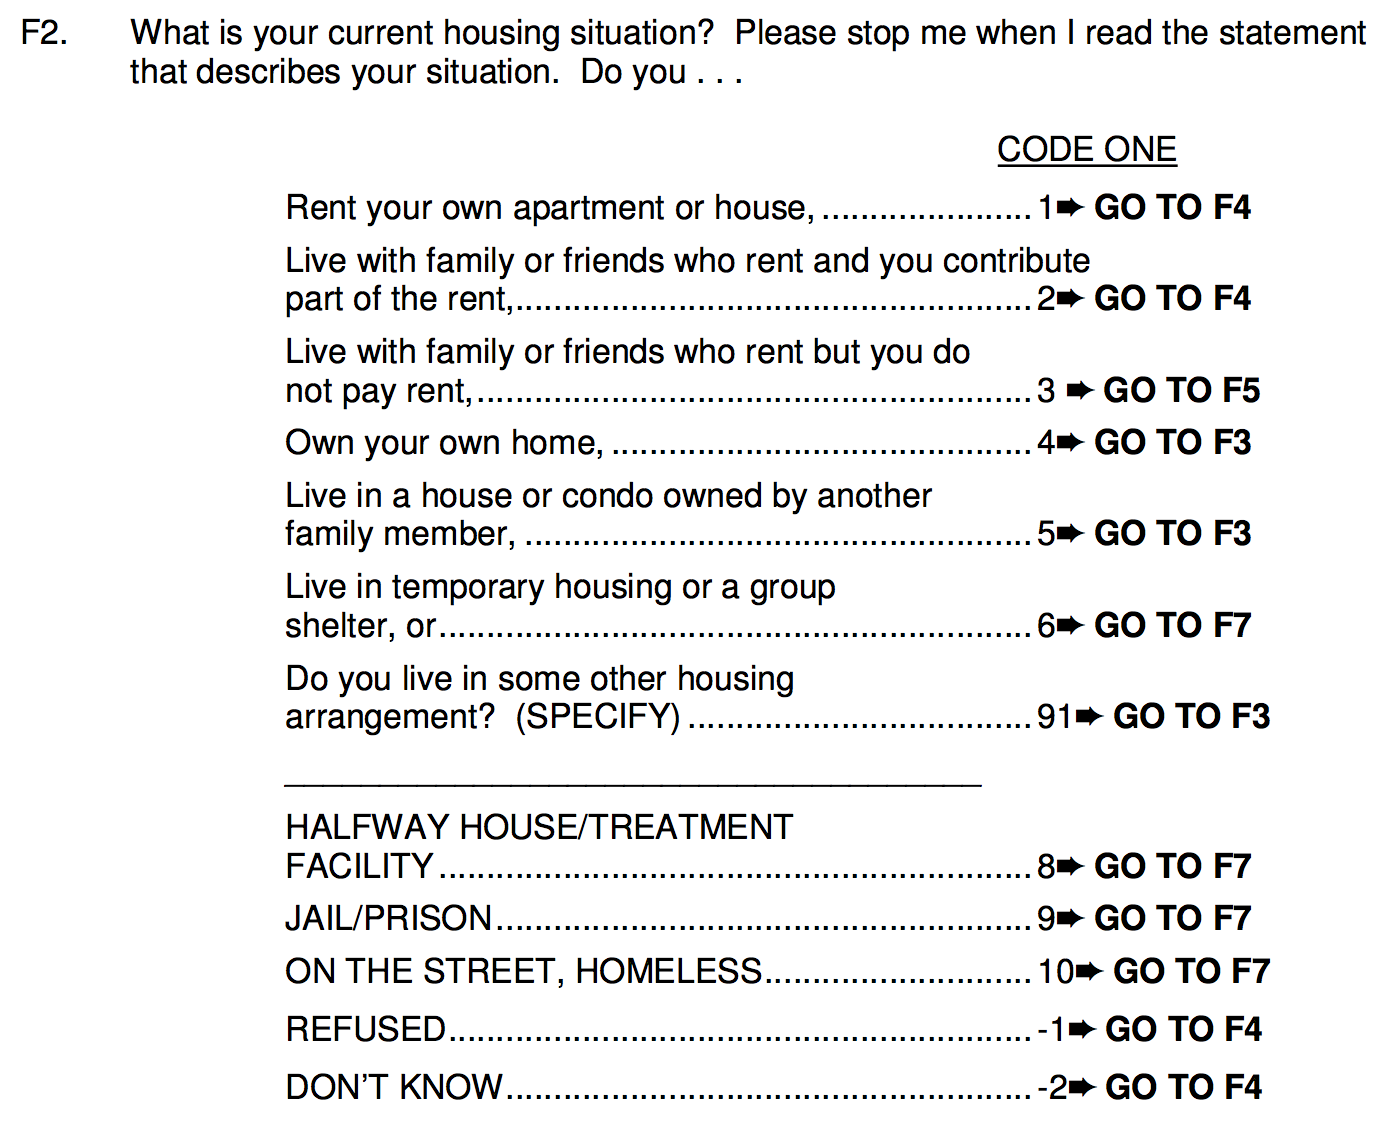 F2. What is your current housing situation? Please stop me when I read the statement
that describes your situation. Do you . . .
CODE ONE
Rent your own apartment or house, ...................... 1➨ GO TO F4
Live with family or friends who rent and you contribute
part of the rent,...................................................... 2➨ GO TO F4
Live with family or friends who rent but you do
not pay rent,.......................................................... 3 ➨ GO TO F5
Own your own home, ............................................ 4➨ GO TO F3
Live in a house or condo owned by another
family member, ..................................................... 5➨ GO TO F3
Live in temporary housing or a group
shelter, or.............................................................. 6➨ GO TO F7
Do you live in some other housing
arrangement? (SPECIFY) .................................... 91➨ GO TO F3
HALFWAY HOUSE/TREATMENT
FACILITY.............................................................. 8➨ GO TO F7
JAIL/PRISON........................................................ 9➨ GO TO F7
ON THE STREET, HOMELESS............................ 10➨ GO TO F7
REFUSED............................................................. -1➨ GO TO F4
DON'T KNOW....................................................... -2➨ GO TO F4